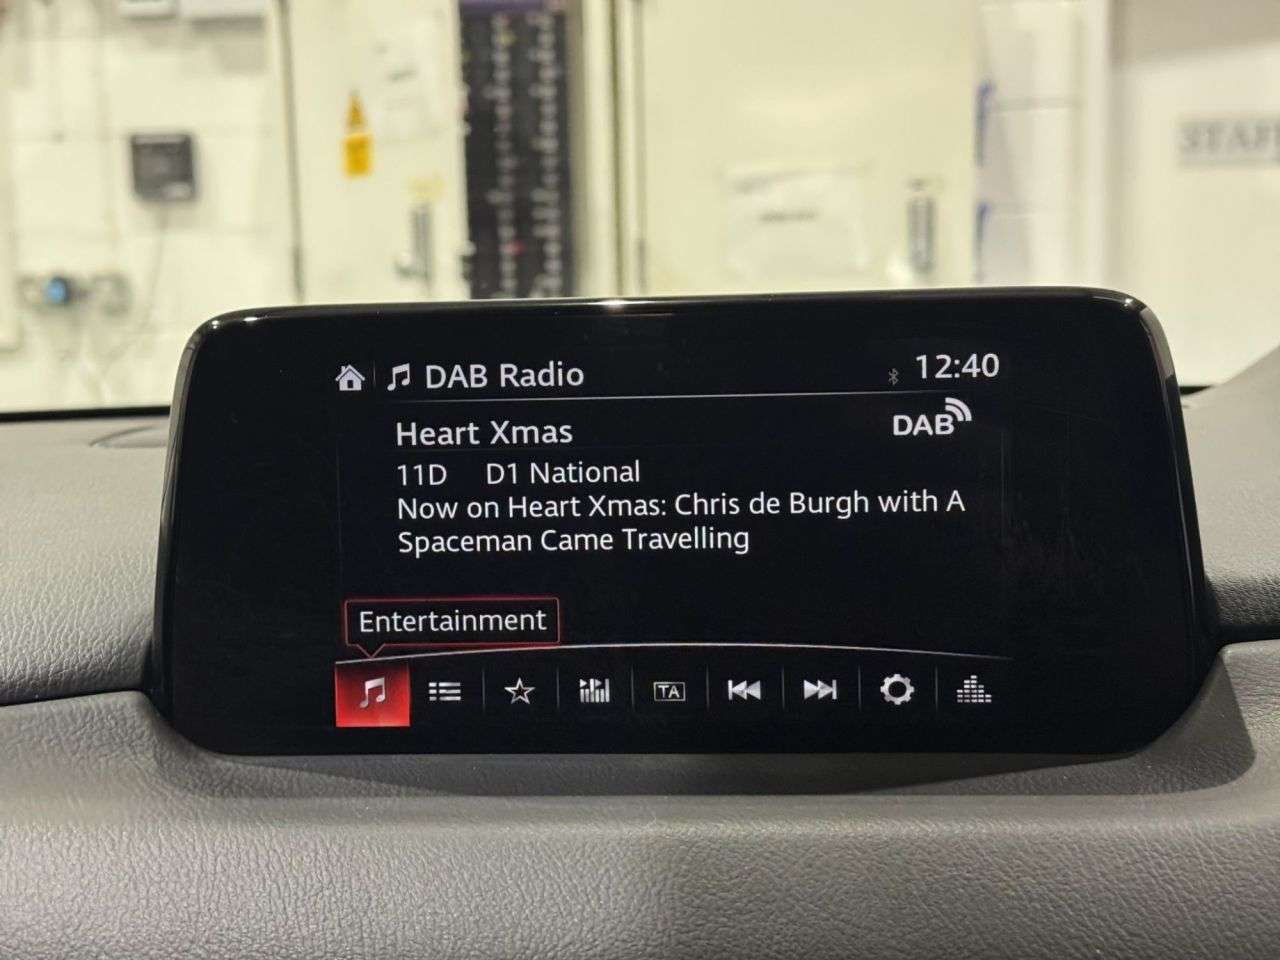 DAB Radio
12:40
Heart Xmas
DAB
11D D1 National
Now on Heart Xmas: Chris de Burgh with A
Spaceman Came Travelling
Entertainment
TA
STAFF